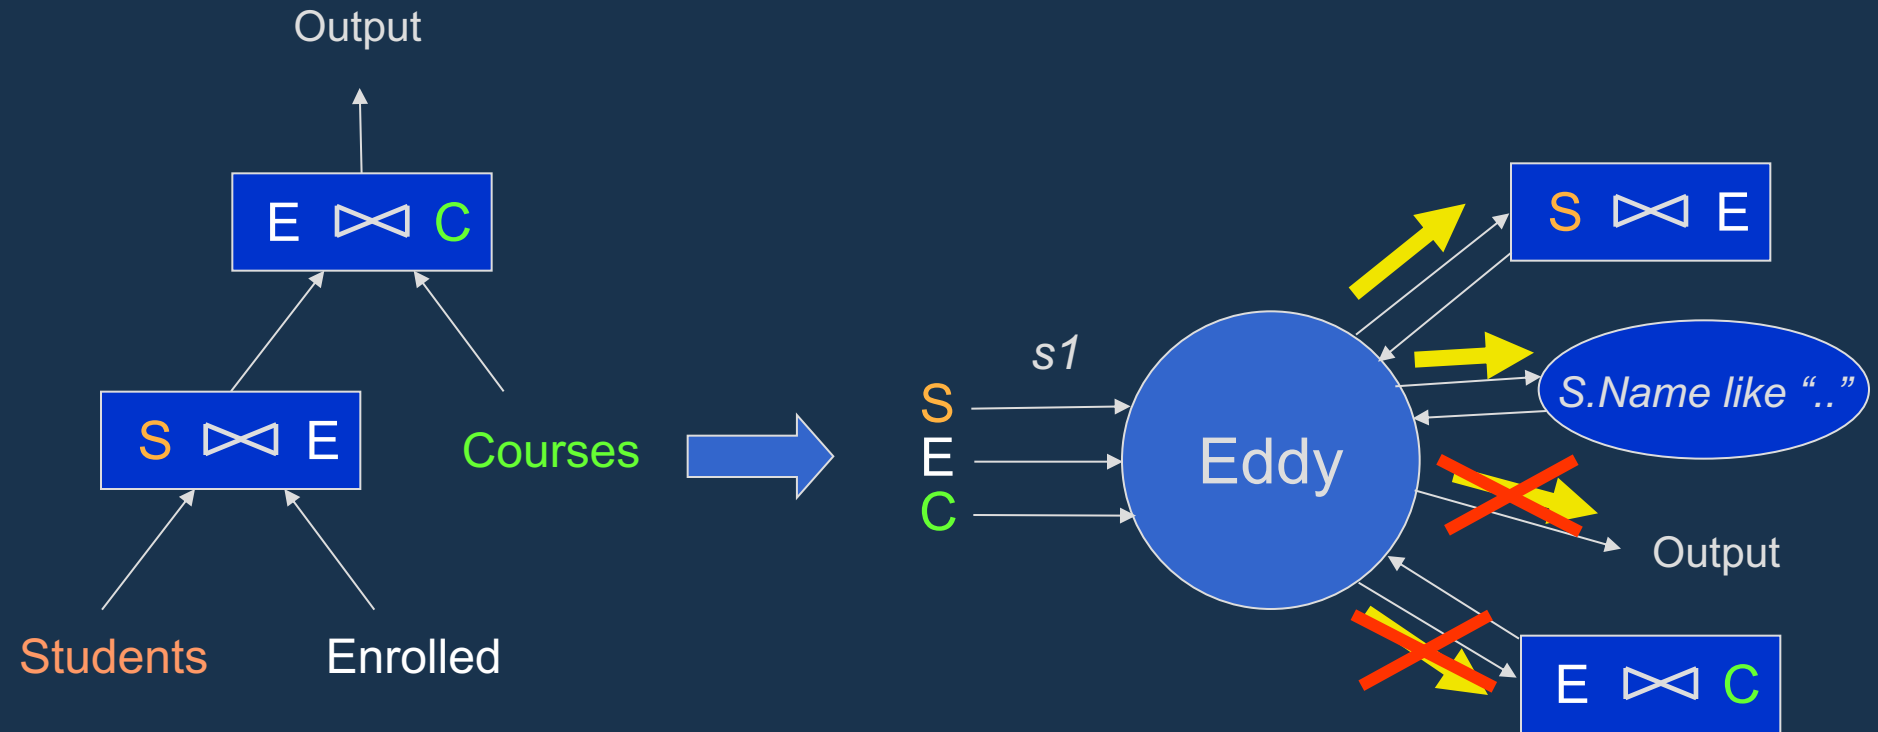 Output
E ⋈ C
S ⋈ E
Courses
Students
Enrolled
s1
S
E
C
Eddy
S ⋈ E
S.Name like “..”
Output
E ⋈ C